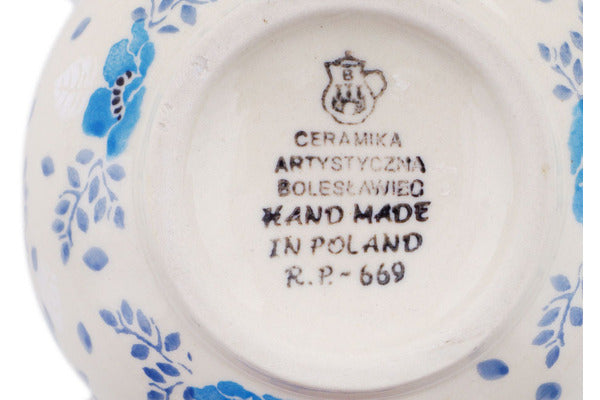 B
CERAMIKA
ARTYSTYCZNA
BOLESŁAWIEC
HAND MADE
IN POLAND
R.P.-669